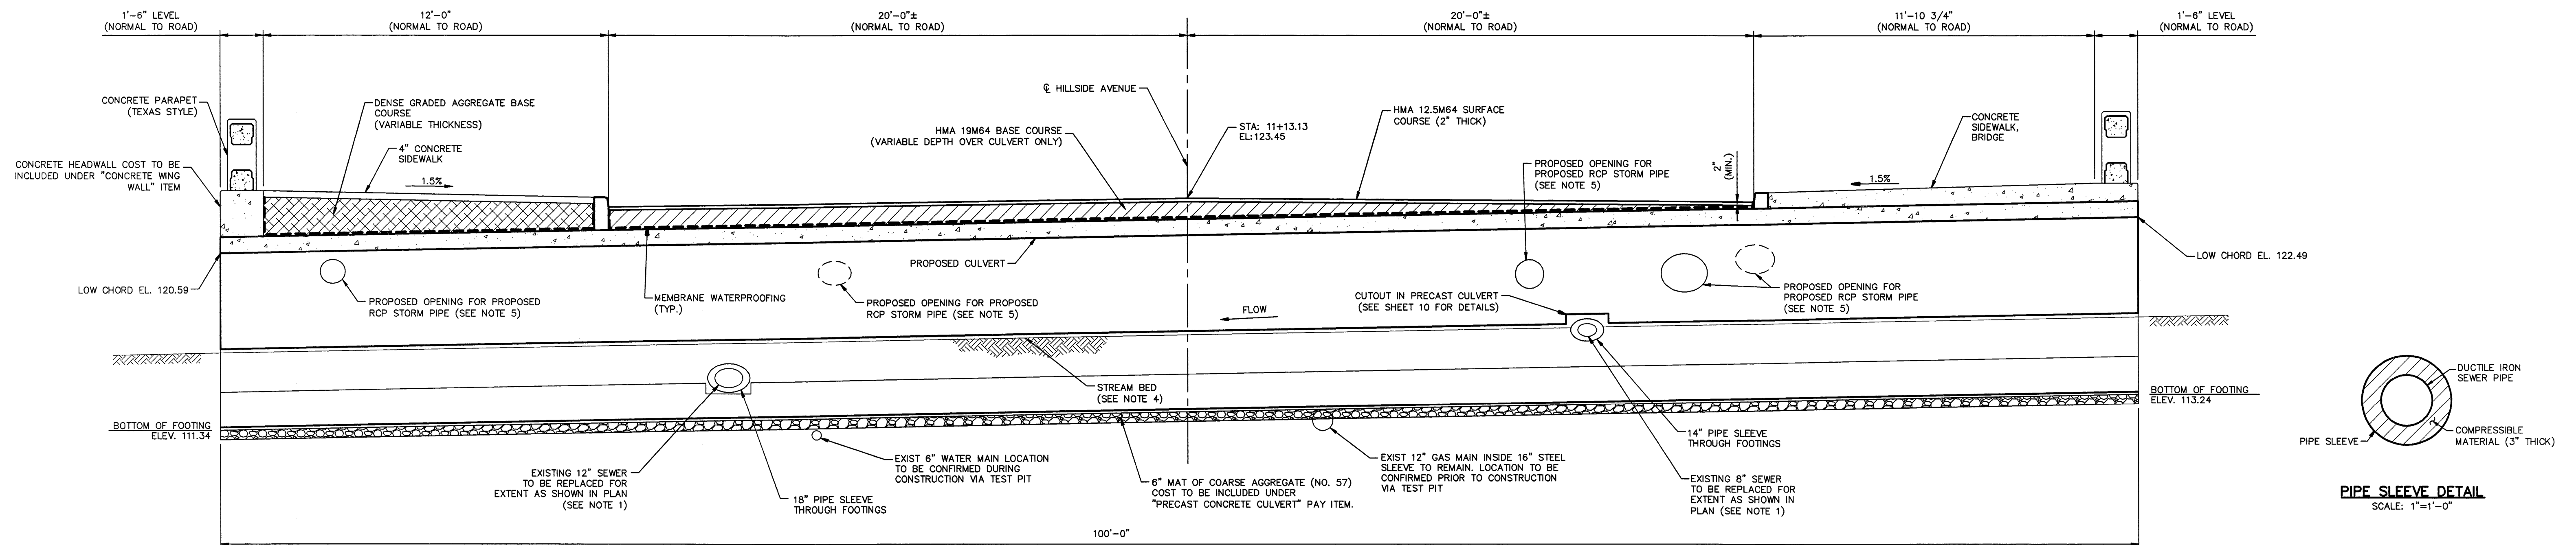 1'-6" LEVEL
(NORMAL TO ROAD)
12'-0"
(NORMAL TO ROAD)
20'-0"±
(NORMAL TO ROAD)
20'-0"±
(NORMAL TO ROAD)
11'-10 3/4"
(NORMAL TO ROAD)
1'-6" LEVEL
(NORMAL TO ROAD)
CONCRETE PARAPET
(TEXAS STYLE)
DENSE GRADED AGGREGATE BASE
COURSE
(VARIABLE THICKNESS)
℄ HILLSIDE AVENUE
HMA 19M64 BASE COURSE
(VARIABLE DEPTH OVER CULVERT ONLY)
STA: 11+13.13
EL:123.45
HMA 12.5M64 SURFACE
COURSE (2" THICK)
CONCRETE
SIDEWALK,
BRIDGE
CONCRETE HEADWALL COST TO BE
INCLUDED UNDER "CONCRETE WING
WALL" ITEM
4" CONCRETE
SIDEWALK
1.5%
PROPOSED OPENING FOR
PROPOSED RCP STORM PIPE
(SEE NOTE 5)
2"
(MIN.)
1.5%
LOW CHORD EL. 120.59
PROPOSED OPENING FOR PROPOSED
RCP STORM PIPE (SEE NOTE 5)
MEMBRANE WATERPROOFING
(TYP.)
PROPOSED CULVERT
PROPOSED OPENING FOR PROPOSED
RCP STORM PIPE (SEE NOTE 5)
FLOW
CUTOUT IN PRECAST CULVERT
(SEE SHEET 10 FOR DETAILS)
PROPOSED OPENING FOR
PROPOSED RCP STORM PIPE
(SEE NOTE 5)
LOW CHORD EL. 122.49
STREAM BED
(SEE NOTE 4)
BOTTOM OF FOOTING
ELEV. 111.34
BOTTOM OF FOOTING
ELEV. 113.24
EXISTING 12" SEWER
TO BE REPLACED FOR
EXTENT AS SHOWN IN PLAN
(SEE NOTE 1)
18" PIPE SLEEVE
THROUGH FOOTINGS
EXIST 6" WATER MAIN LOCATION
TO BE CONFIRMED DURING
CONSTRUCTION VIA TEST PIT
6" MAT OF COARSE AGGREGATE (NO. 57)
COST TO BE INCLUDED UNDER
"PRECAST CONCRETE CULVERT" PAY ITEM.
EXIST 12" GAS MAIN INSIDE 16" STEEL
SLEEVE TO REMAIN. LOCATION TO BE
CONFIRMED PRIOR TO CONSTRUCTION
VIA TEST PIT
14" PIPE SLEEVE
THROUGH FOOTINGS
EXISTING 8" SEWER
TO BE REPLACED FOR
EXTENT AS SHOWN IN
PLAN (SEE NOTE 1)
100'-0"
DUCTILE IRON
SEWER PIPE
PIPE SLEEVE
COMPRESSIBLE
MATERIAL (3" THICK)
PIPE SLEEVE DETAIL
SCALE: 1"=1'-0"